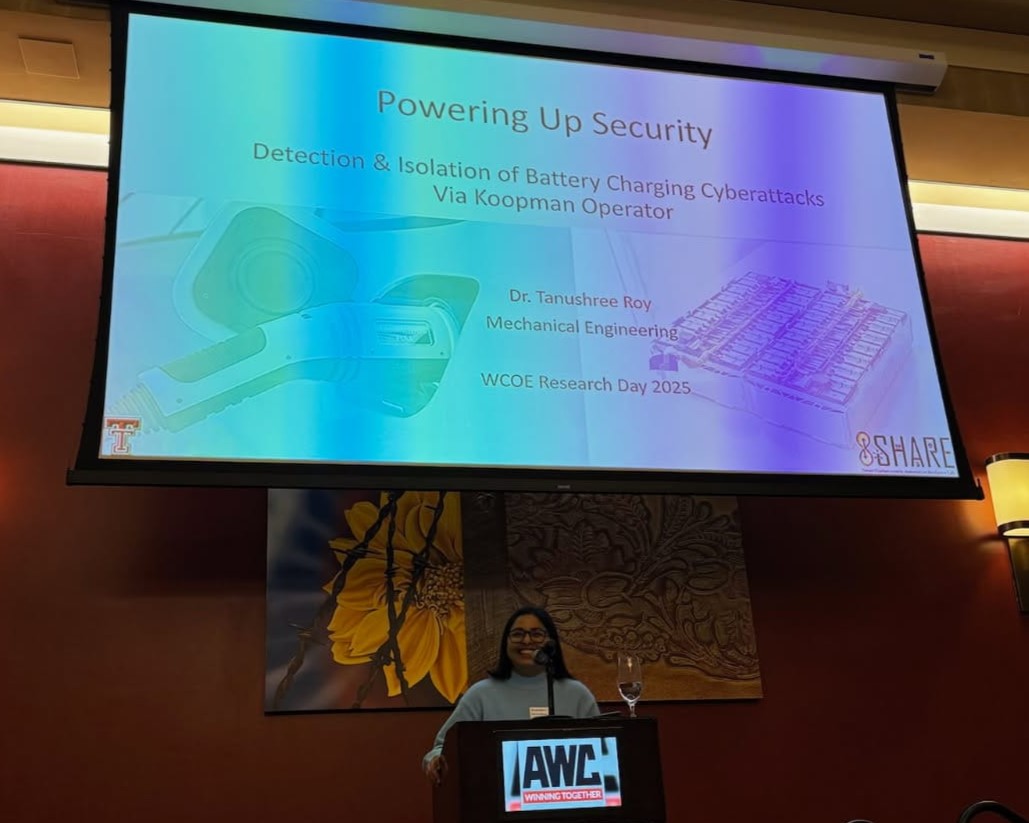 Powering Up Security
Detection & Isolation of Battery Charging Cyberattacks
Via Koopman Operator
Dr. Tanushree Roy
Mechanical Engineering
WCOE Research Day 2025
T
SHARE
AWC
WINNING TOGETHER